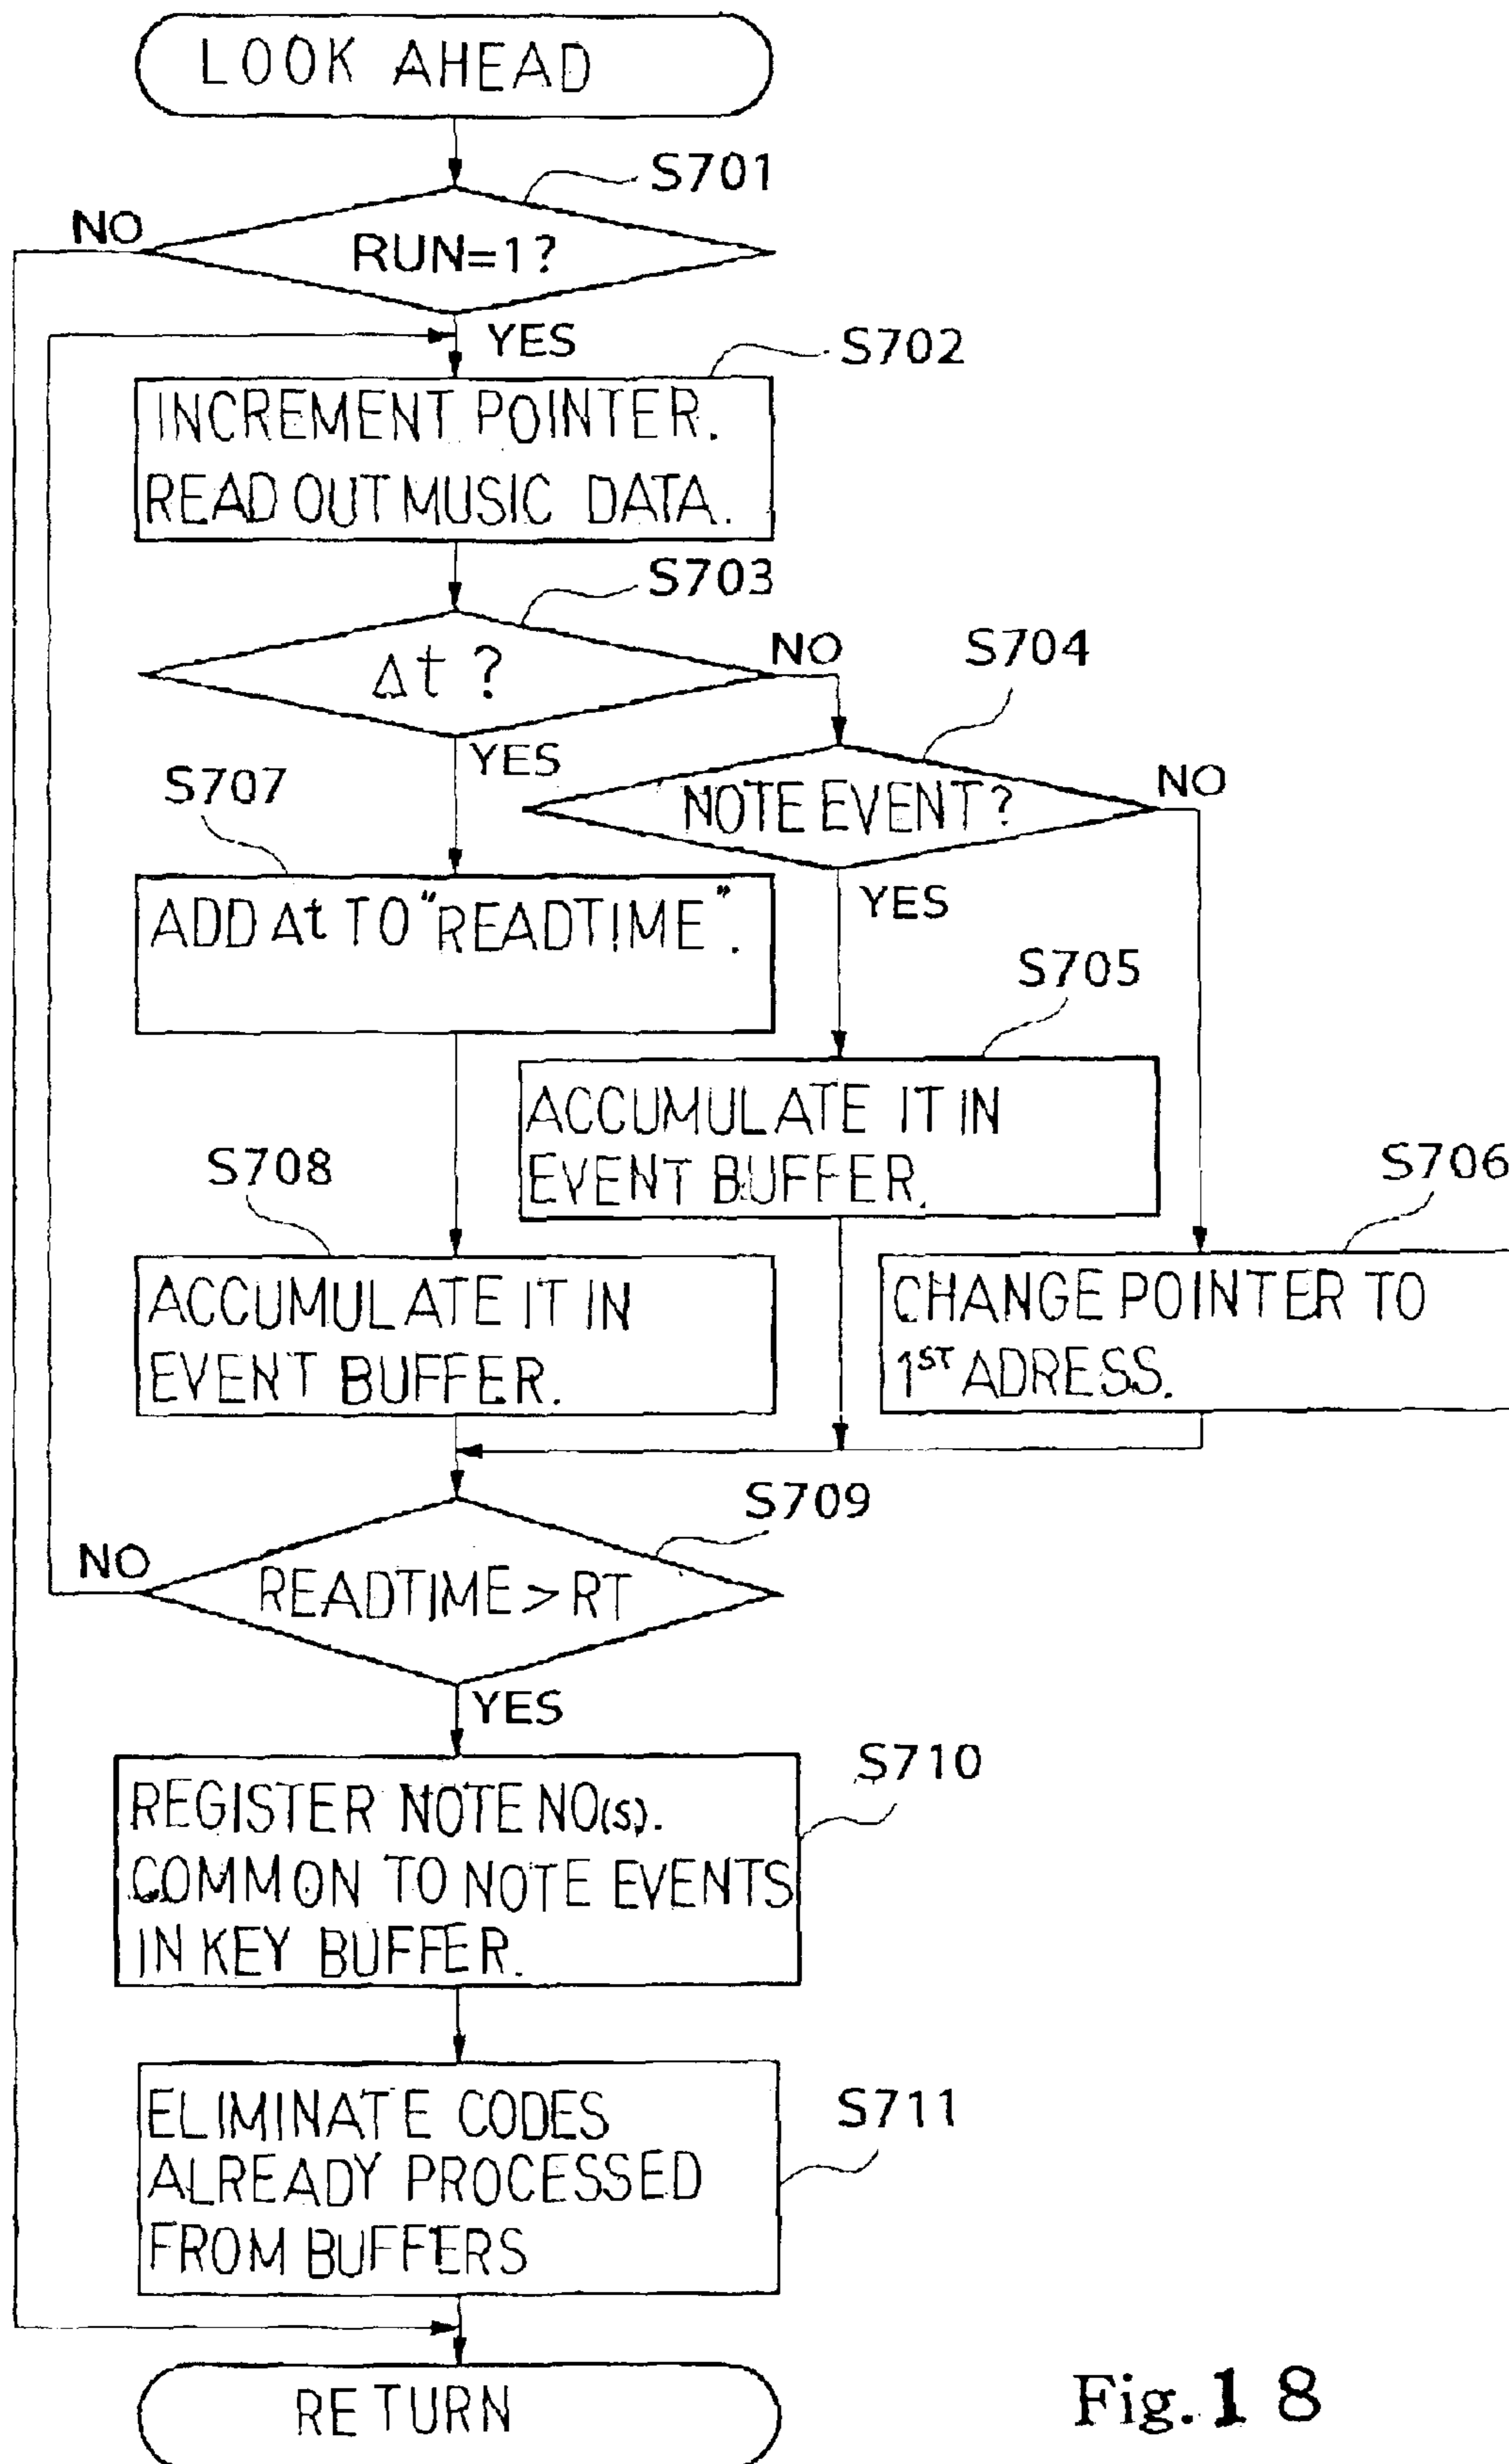 LOOK AHEAD
S701
NO
RUN=1?
YES
S702
INCREMENT POINTER.
READ OUT MUSIC DATA.
S703
Δt ?
NO
S704
YES
S707
NOTE EVENT?
NO
ADD Δt TO "READTIME".
YES
S705
ACCUMULATE IT IN
EVENT BUFFER.
S708
S706
ACCUMULATE IT IN
EVENT BUFFER.
CHANGE POINTER TO
1ST ADRESS.
S709
NO
READTIME > RT
YES
S710
REGISTER NOTE NO(s).
COMMON TO NOTE EVENTS
IN KEY BUFFER.
S711
ELIMINATE CODES
ALREADY PROCESSED
FROM BUFFERS
RETURN
Fig. 18